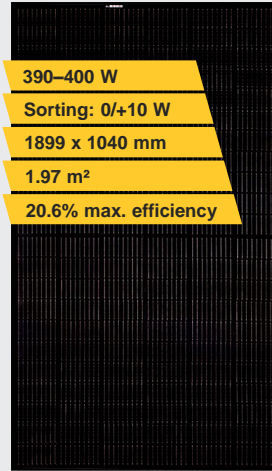 390–400 W
Sorting: 0/+10 W
1899 x 1040 mm
1.97 m²
20.6% max. efficiency